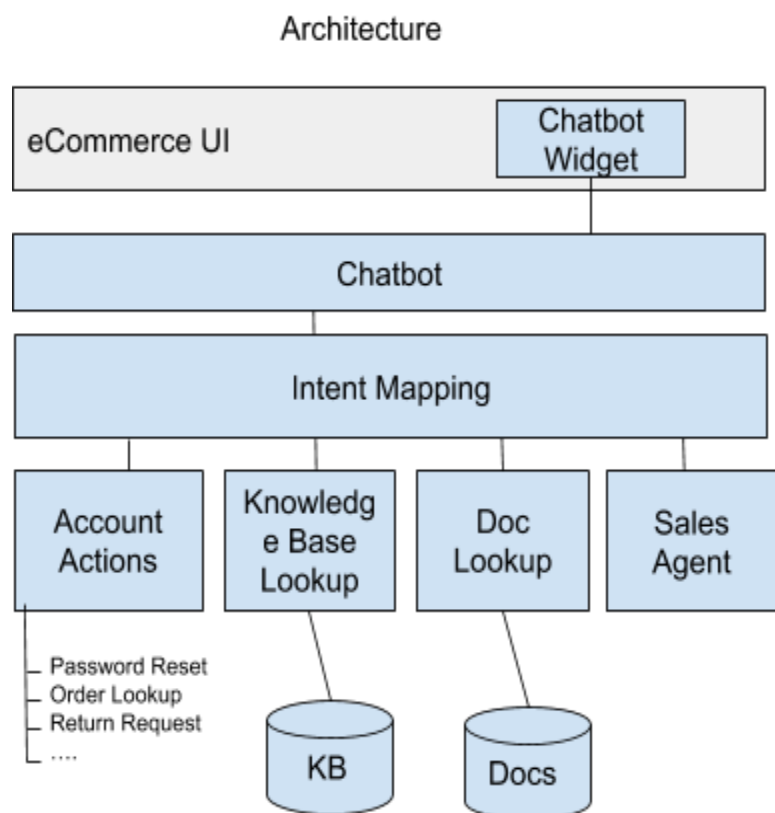 Architecture
eCommerce UI
Chatbot
Widget
Chatbot
Intent Mapping
Account
Actions
Knowledg
e Base
Lookup
Doc
Lookup
Sales
Agent
Password Reset
Order Lookup
Return Request
....
KB
Docs